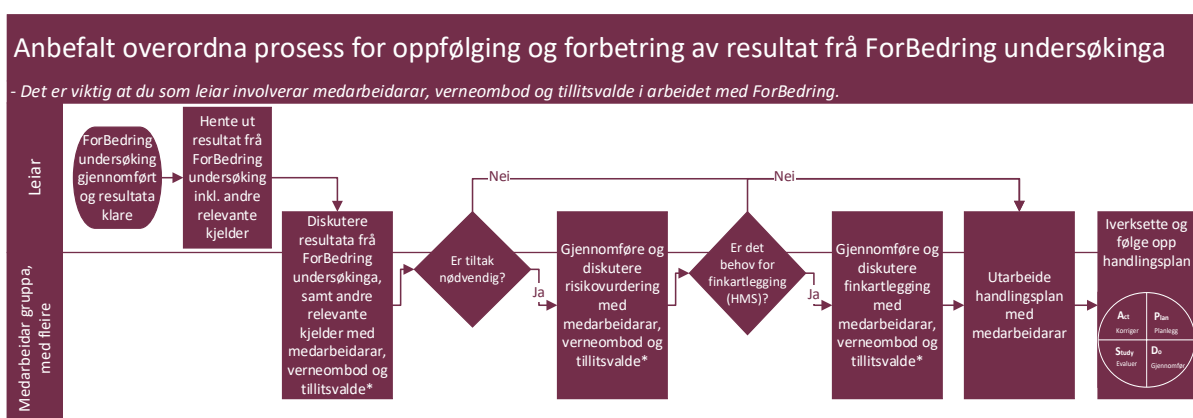 Anbefalt overordna prosess for oppfølging og forbetring av resultat frå ForBedring undersøkinga
- Det er viktig at du som leiar involverar medarbeidarar, verneombod og tillitsvalde i arbeidet med ForBedring.
Leiar
ForBedring
undersøking
gjennomført
og resultata
klare
Hente ut
resultat frå
ForBedring
undersøking
inkl. andre
relevante
kjelder
Medarbeidar gruppa,
med fleire
Diskutere
resultata frå
ForBedring
undersøkinga,
samt andre
relevante
kjelder med
medarbeidarar,
verneombod og
tillitsvalde*
Er tiltak
nødvendig?
Nei
Ja
Gjennomføre og
diskutere
risikovurdering
med
medarbeidarar,
verneombod og
tillitsvalde*
Er det
behov for
finkartlegging
(HMS)?
Nei
Ja
Gjennomføre og
diskutere
finkartlegging
med
medarbeidarar,
verneombod og
tillitsvalde*
Utarbeide
handlingsplan
med
medarbeidarar
Iverksette og
følge opp
handlingsplan
Act
Korriger
Plan
Planlegg
Study
Evaluer
Do
Gjennomfør